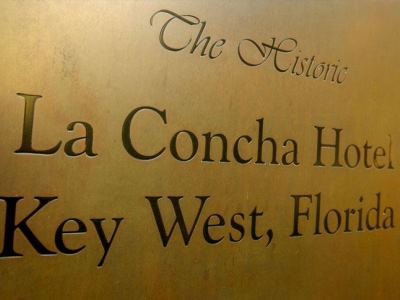 The Historic
La Concha Hotel
Key West, Florida